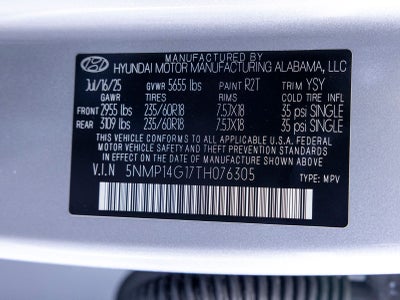 HYUNDAI MOTOR MANUFACTURING ALABAMA, LLC
Jul/16/25 GVWR 5655 lbs PAINT R2T TRIM YSY
GAWR TIRES RIMS COLD TIRE INFL
FRONT 2955 lbs 235/60R18 7.5JX18 35 psi SINGLE
REAR 3109 lbs 235/60R18 7.5JX18 35 psi SINGLE
THIS VEHICLE CONFORMS TO ALL APPLICABLE U.S.A FEDERAL
MOTOR VEHICLE SAFETY AND THEFT PREVENTION STANDARDS
IN EFFECT ON THE DATE OF MANUFACTURE SHOWN ABOVE
V.I.N 5NMP14G17TH076305 TYPE: MPV